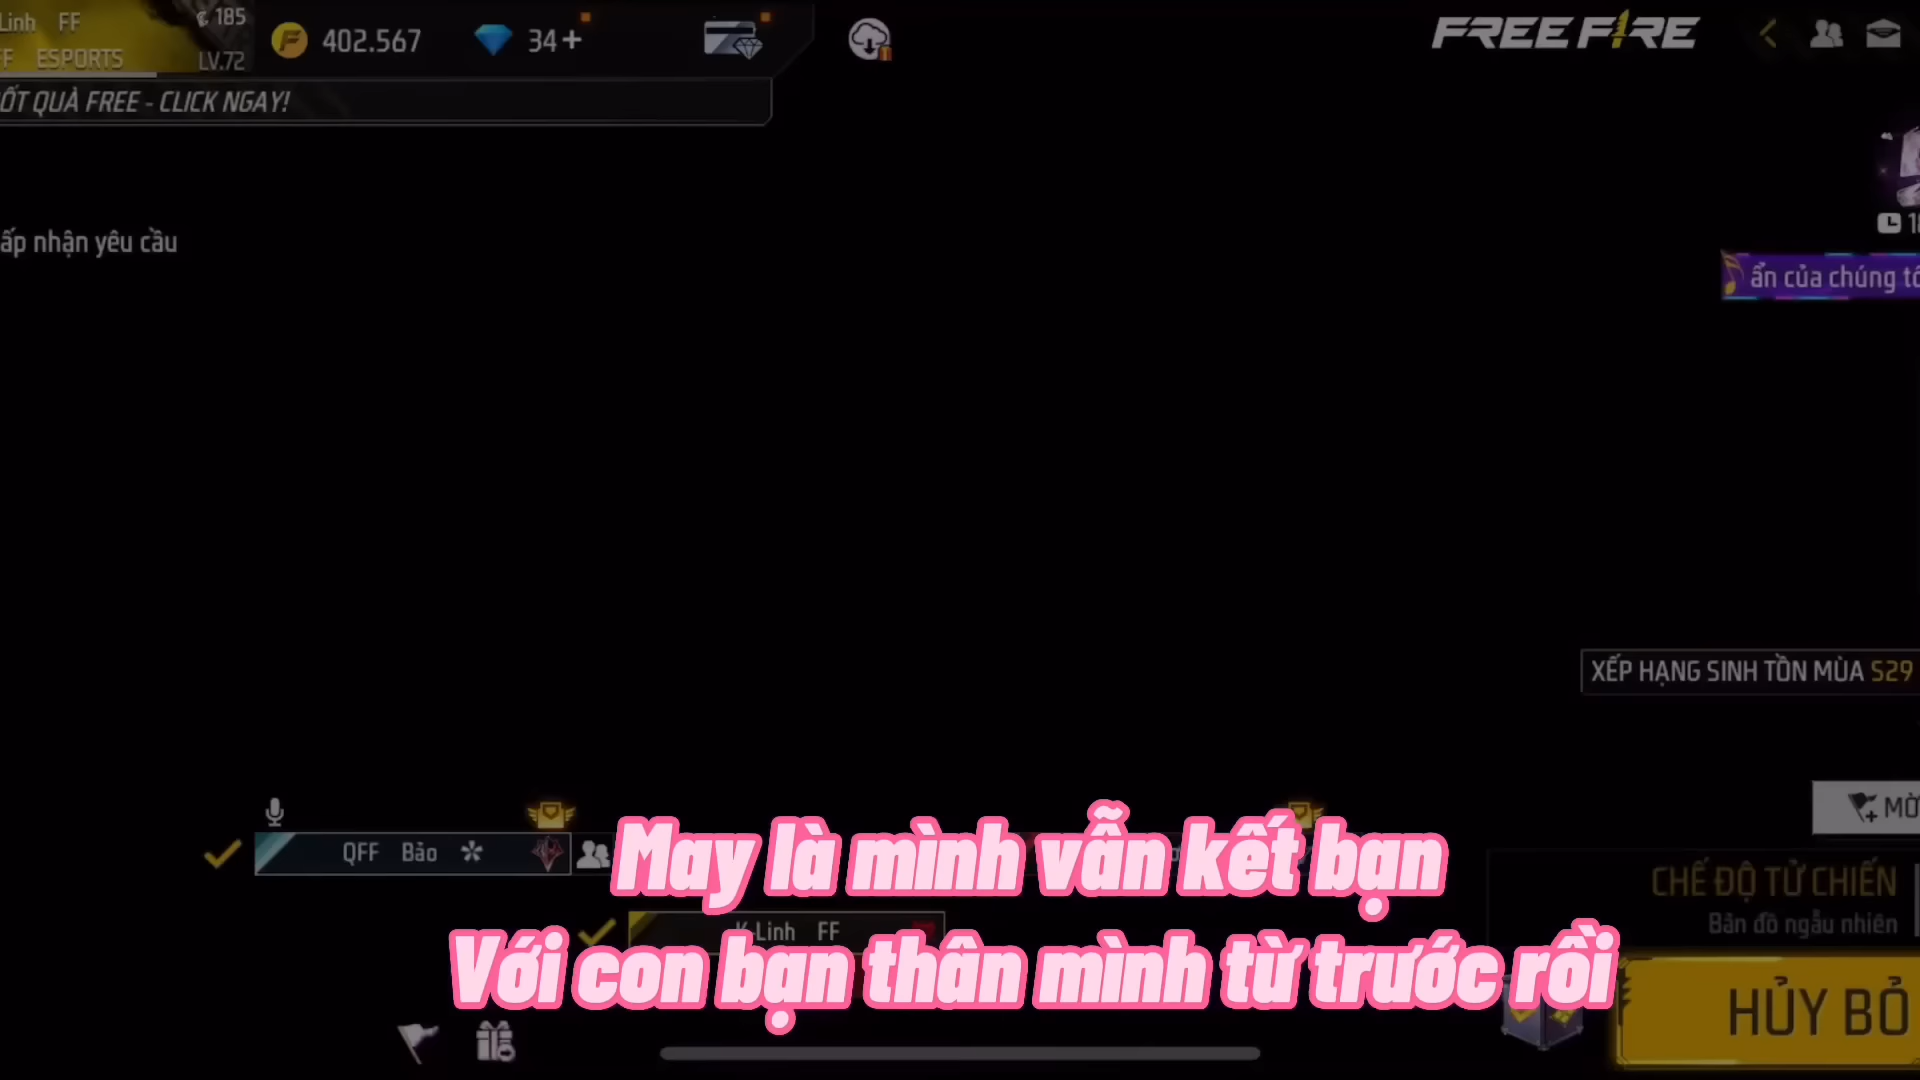 Linh FF
185
FF ESPORTS
LV.72
402.567
34+
FREE FIRE
ỐT QUÀ FREE - CLICK NGAY!
ấp nhận yêu cầu
ẩn của chúng tô
XẾP HẠNG SINH TỒN MÙA S29
MỜ
QFF Bảo *
May là mình vẫn kết bạn
CHẾ ĐỘ TỬ CHIẾN
Bản đồ ngẫu nhiên
K-Linh FF
Với con bạn thân mình từ trước rồi
HỦY BỎ